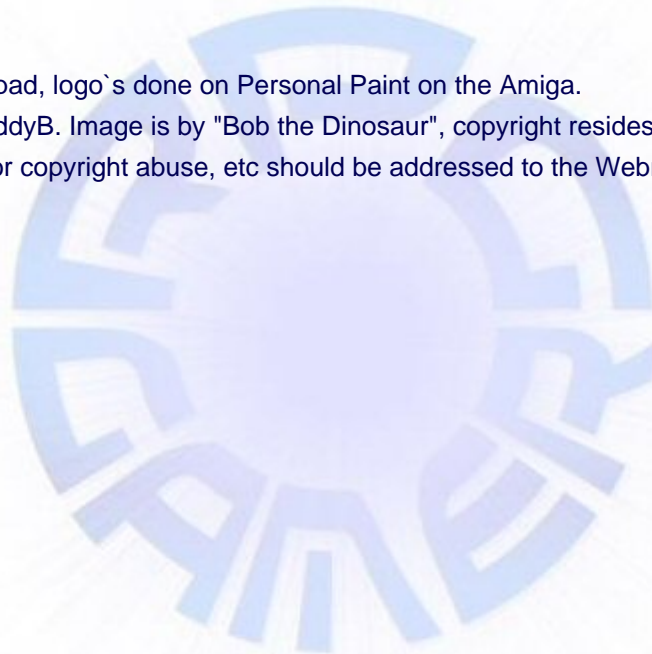 oad, logo`s done on Personal Paint on the Amiga.
ddyB. Image is by "Bob the Dinosaur", copyright resides
or copyright abuse, etc should be addressed to the